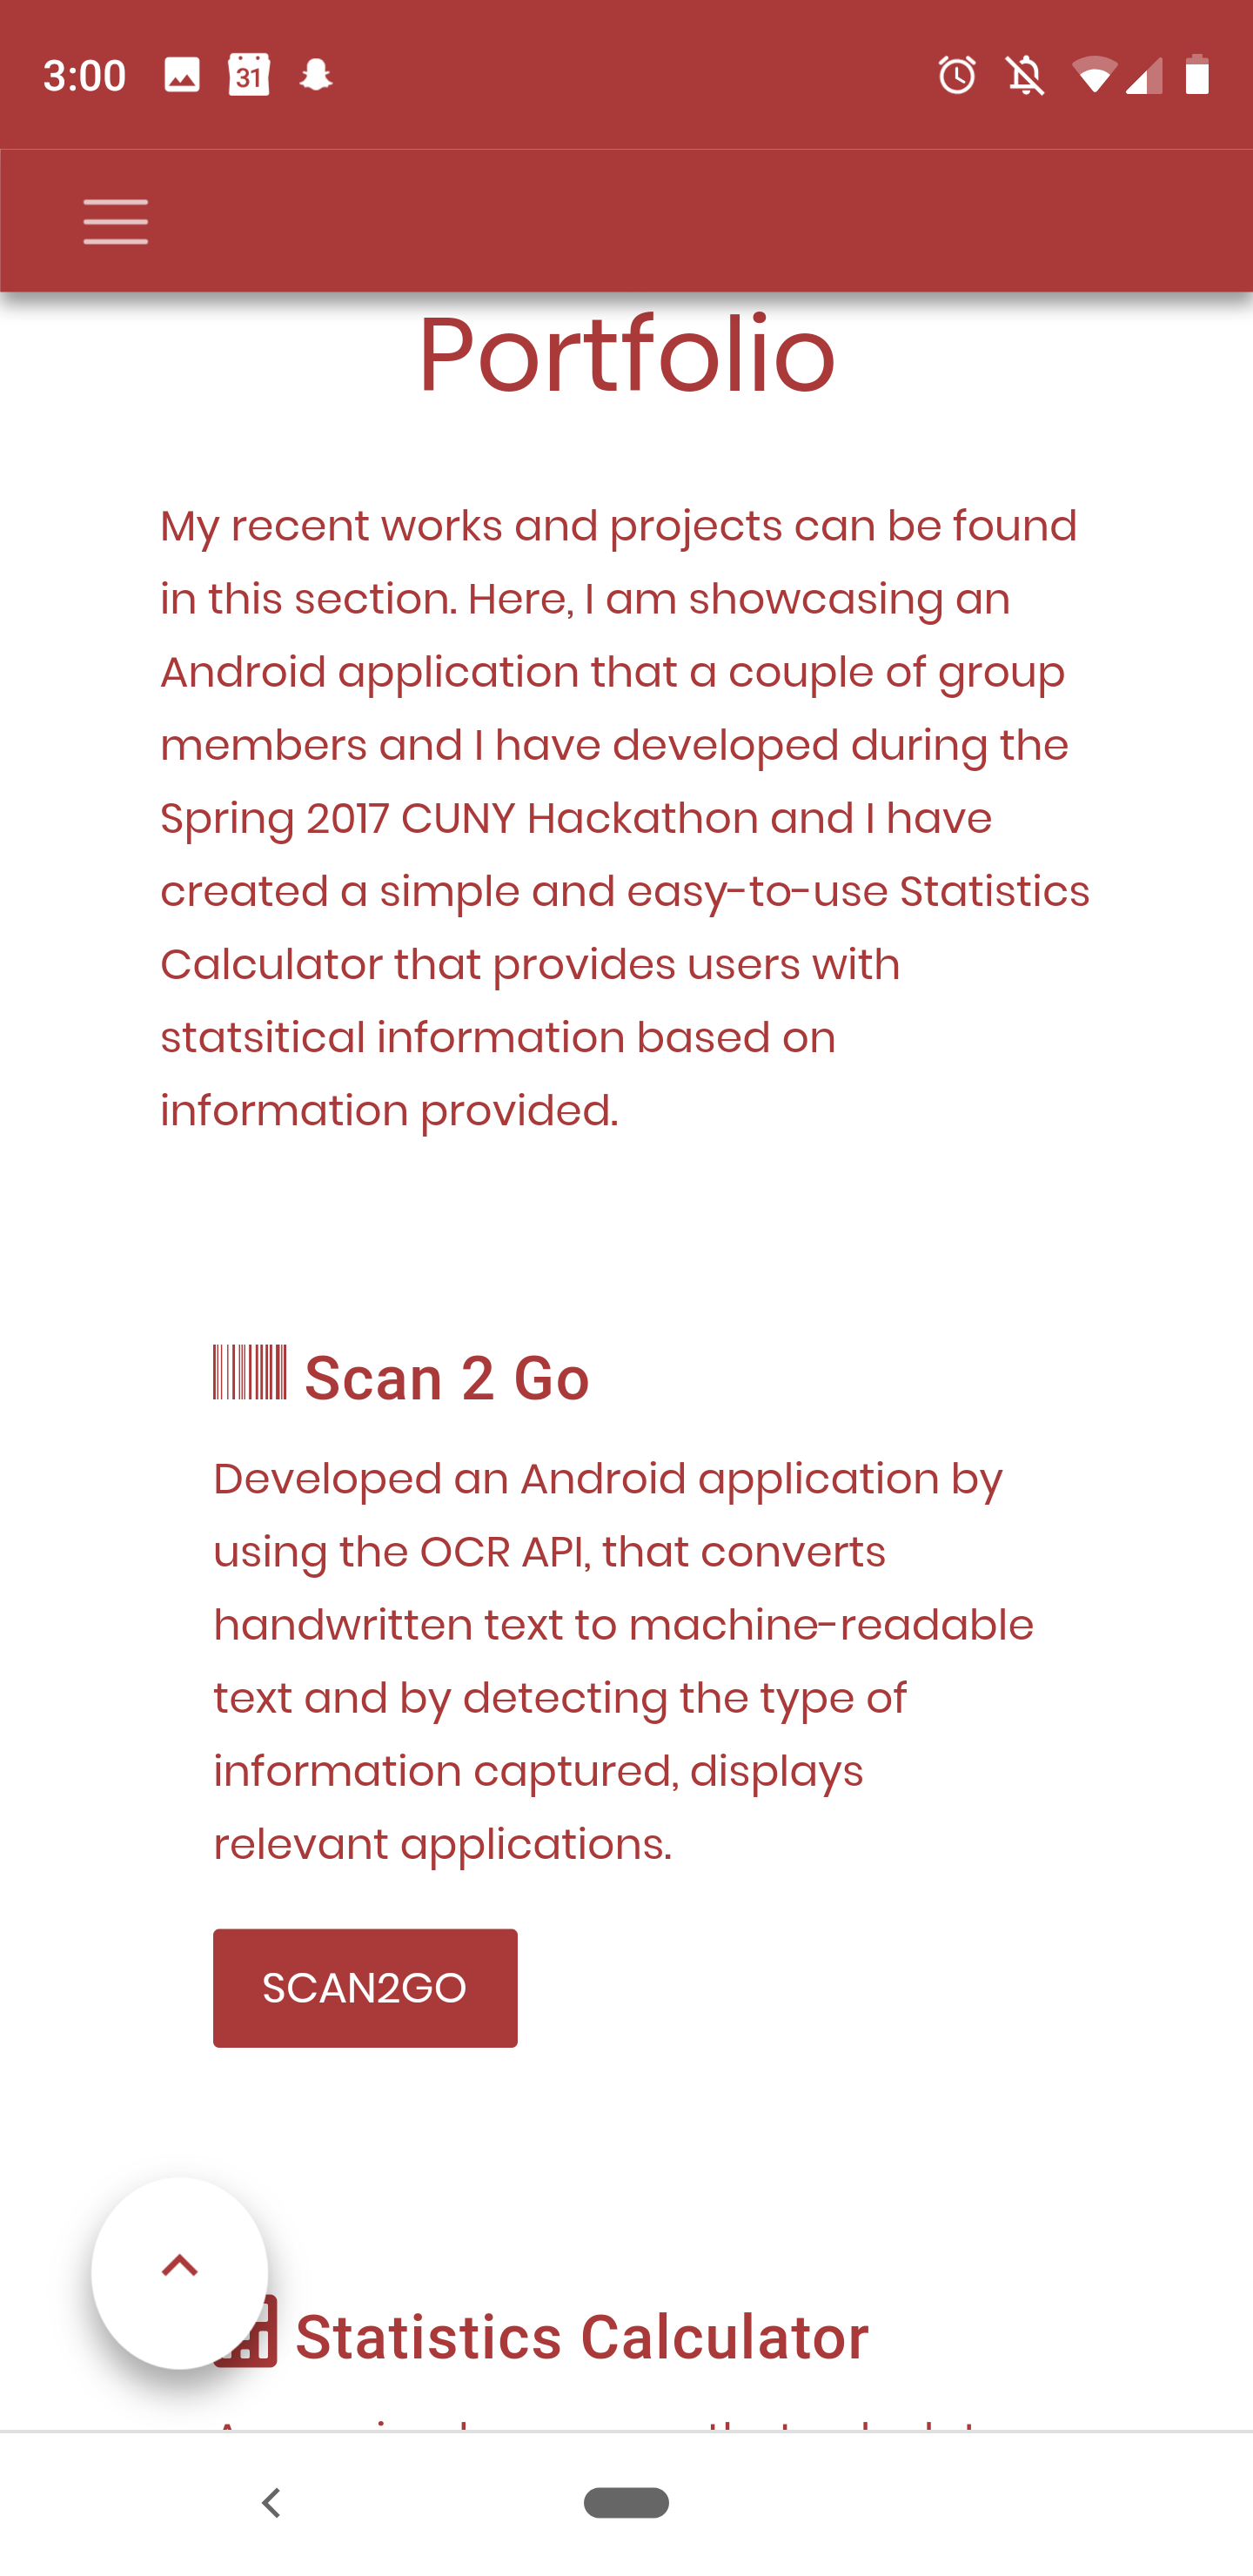 3:00
31
Portfolio
My recent works and projects can be found
in this section. Here, I am showcasing an
Android application that a couple of group
members and I have developed during the
Spring 2017 CUNY Hackathon and I have
created a simple and easy-to-use Statistics
Calculator that provides users with
statsitical information based on
information provided.
Scan 2 Go
Developed an Android application by
using the OCR API, that converts
handwritten text to machine-readable
text and by detecting the type of
information captured, displays
relevant applications.
SCAN2GO
Statistics Calculator